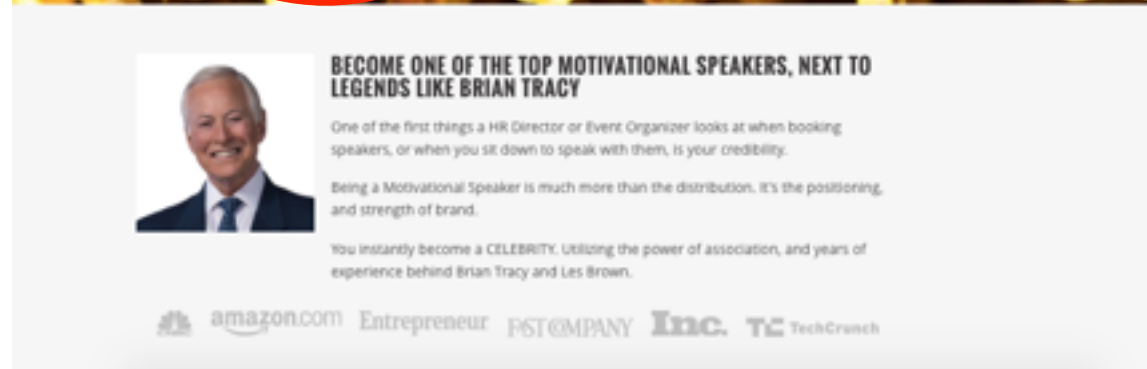 BECOME ONE OF THE TOP MOTIVATIONAL SPEAKERS, NEXT TO
LEGENDS LIKE BRIAN TRACY
One of the first things a HR Director or Event Organizer looks at when booking
speakers, or when you sit down to speak with them, is your credibility.
Being a Motivational Speaker is much more than the distribution. It's the positioning,
and strength of brand.
You instantly become a CELEBRITY. Utilizing the power of association, and years of
experience behind Brian Tracy and Les Brown.
amazon.com Entrepreneur FAST COMPANY Inc. TC TechCrunch